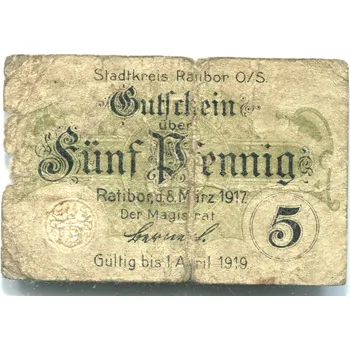 Stadtkreis Ratibor O/S.
Gutschein
über
Fünf Pfennig
Ratibor, d. 8. März 1917.
Der Magistrat
5
Gültig bis 1. April 1919.